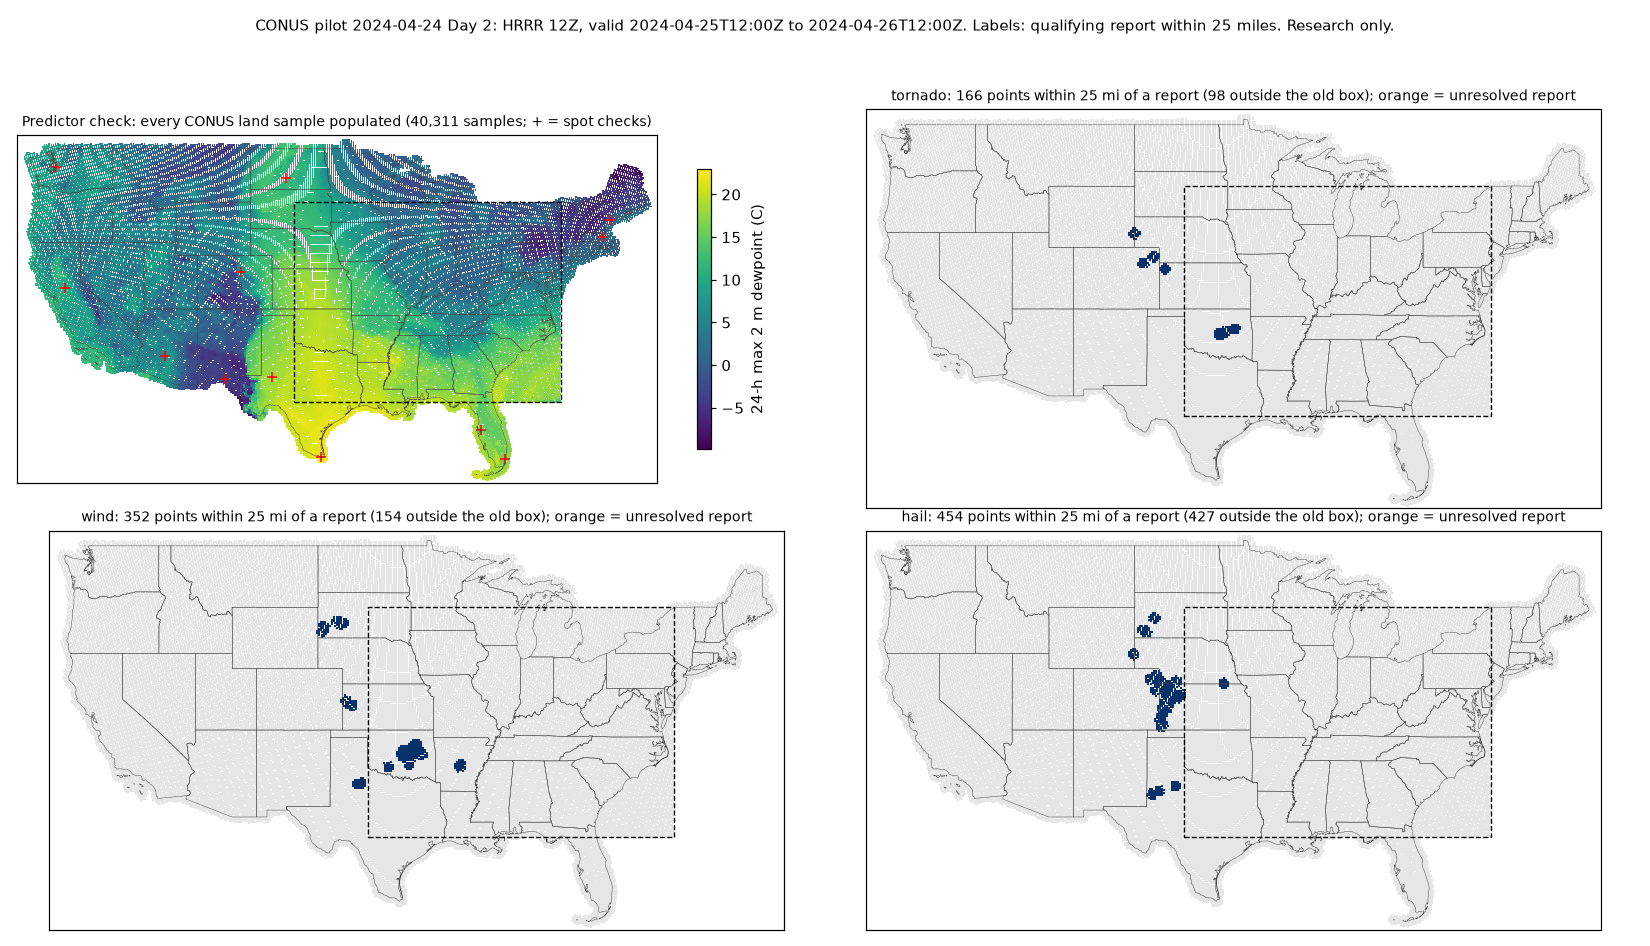 CONUS pilot 2024-04-24 Day 2: HRRR 12Z, valid 2024-04-25T12:00Z to 2024-04-26T12:00Z. Labels: qualifying report within 25 miles. Research only.
Predictor check: every CONUS land sample populated (40,311 samples; + = spot checks)
20
15
10
5
0
−5
24-h max 2 m dewpoint (C)
tornado: 166 points within 25 mi of a report (98 outside the old box); orange = unresolved report
wind: 352 points within 25 mi of a report (154 outside the old box); orange = unresolved report
hail: 454 points within 25 mi of a report (427 outside the old box); orange = unresolved report